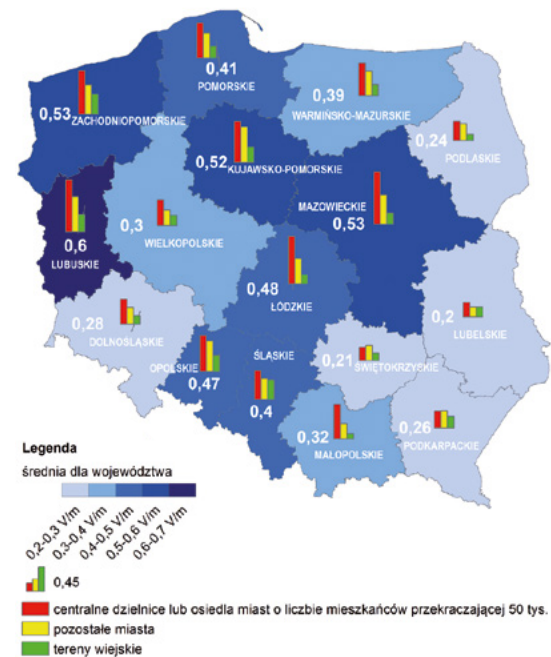 0,41
POMORSKIE
0,39
WARMIŃSKO-MAZURSKIE
0,53
ZACHODNIOPOMORSKIE
0,24
PODLASKIE
0,52
KUJAWSKO-POMORSKIE
MAZOWIECKIE
0,53
0,6
LUBUSKIE
0,3
WIELKOPOLSKIE
0,48
ŁÓDZKIE
0,2
LUBELSKIE
0,28
DOLNOŚLĄSKIE
OPOLSKIE
0,47
ŚLĄSKIE
0,4
0,21
ŚWIĘTOKRZYSKIE
0,32
MAŁOPOLSKIE
0,26
PODKARPACKIE
Legenda
średnia dla województwa
0,2-0,3 V/m
0,3-0,4 V/m
0,4-0,5 V/m
0,5-0,6 V/m
0,6-0,7 V/m
0,45
centralne dzielnice lub osiedla miast o liczbie mieszkańców przekraczającej 50 tys.
pozostałe miasta
tereny wiejskie